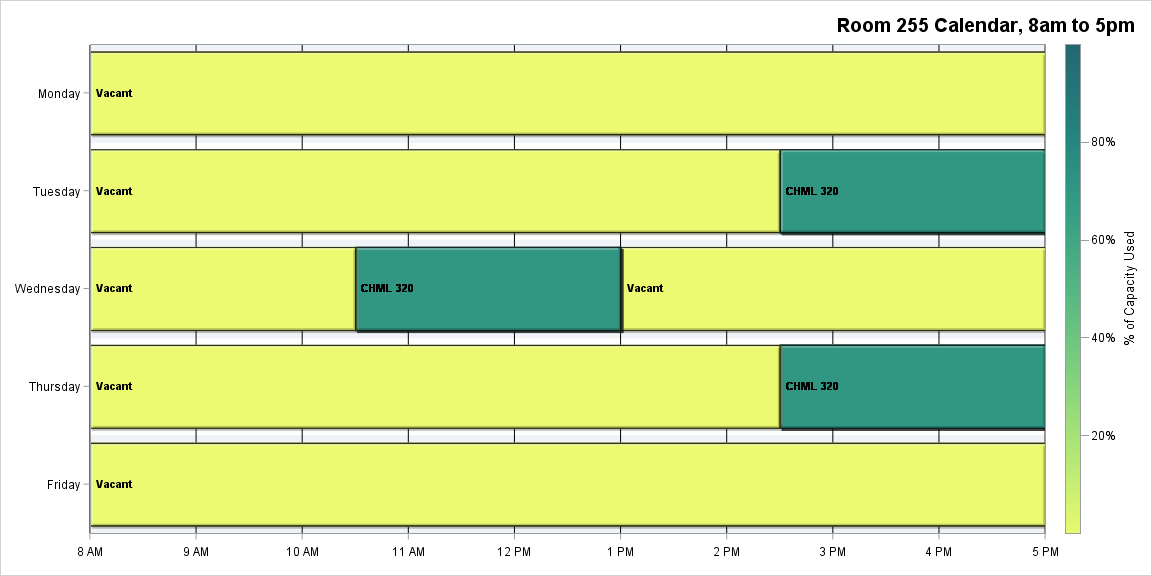 Room 255 Calendar, 8am to 5pm
Monday
Vacant
Tuesday
Vacant
CHML 320
Wednesday
Vacant
CHML 320
Vacant
Thursday
Vacant
CHML 320
Friday
Vacant
8 AM
9 AM
10 AM
11 AM
12 PM
1 PM
2 PM
3 PM
4 PM
5 PM
80%
60%
40%
20%
% of Capacity Used